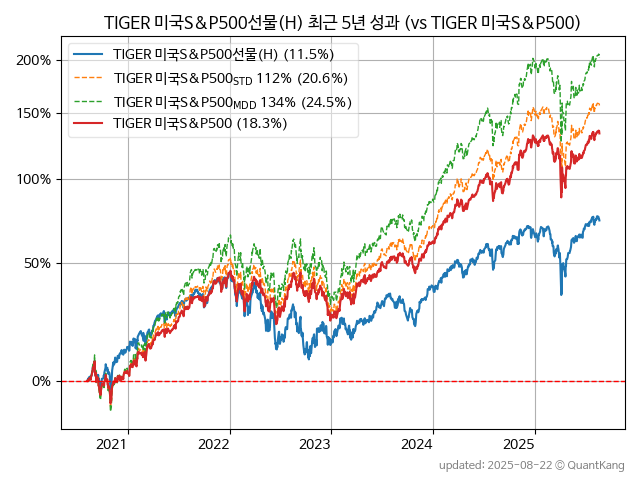 TIGER 미국S&P500선물(H) 최근 5년 성과 (vs TIGER 미국S&P500)
TIGER 미국S&P500선물(H) (11.5%)
TIGER 미국S&P500STD 112% (20.6%)
TIGER 미국S&P500MDD 134% (24.5%)
TIGER 미국S&P500 (18.3%)
200%
150%
100%
50%
0%
2021
2022
2023
2024
2025
updated: 2025-08-22 © QuantKang